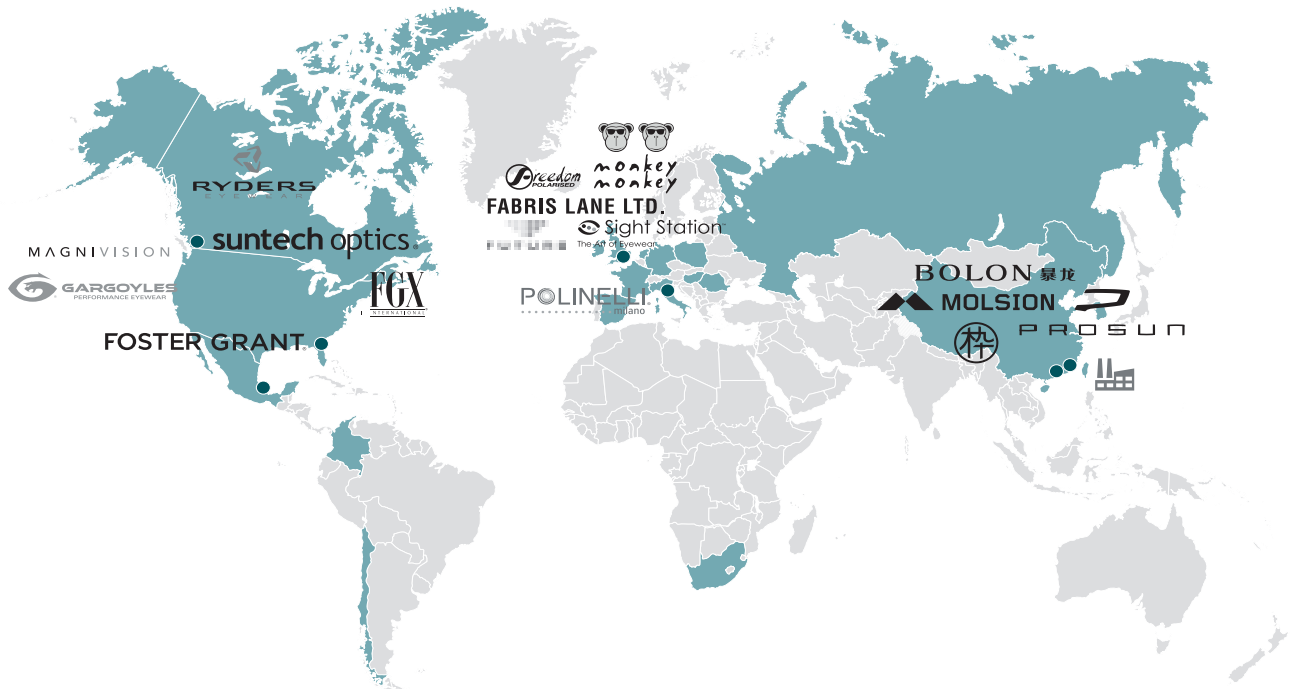 RYDERS
EYEWEAR
suntech optics.
MAGNIVISION
GARGOYLES
PERFORMANCE EYEWEAR
FGX
INTERNATIONAL
FOSTER GRANT
monkey
monkey
Freedom
POLARISED
FABRIS LANE LTD.
Sight Station
The Art of Eyewear
POLINELLI
milano
BOLON 暴龙
MOLSION
PROSUN
枠